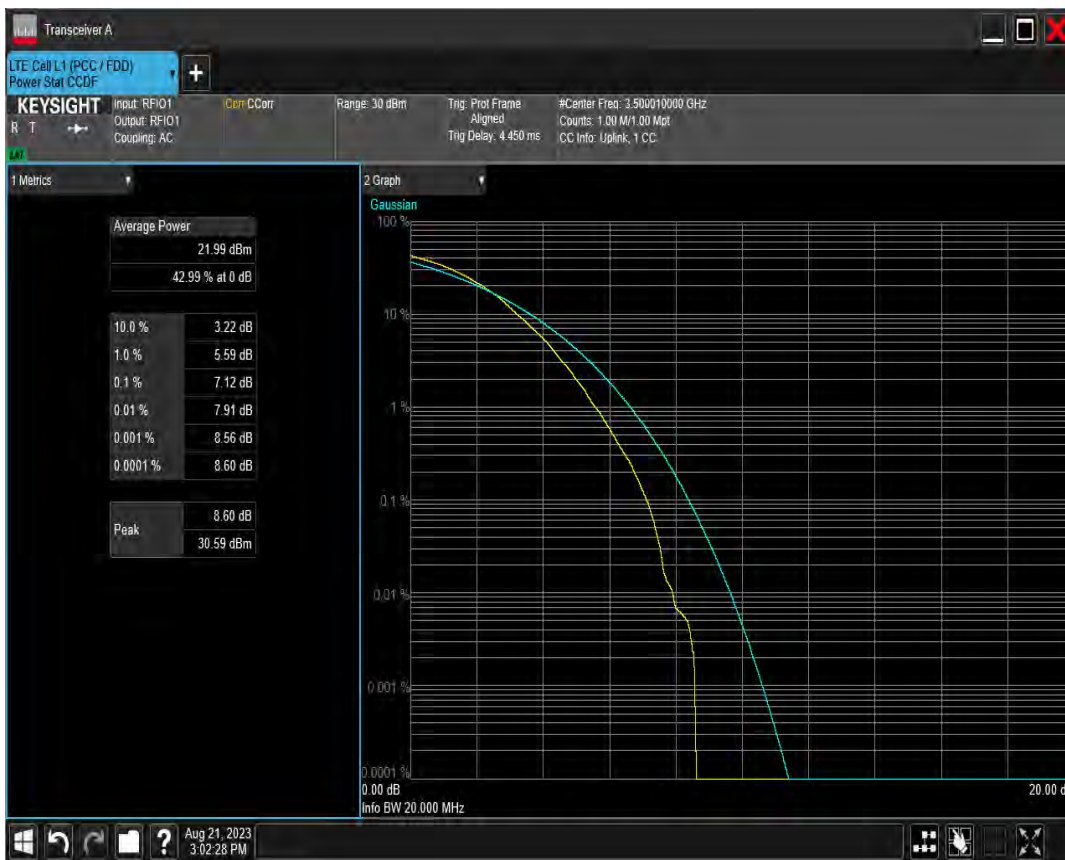 Transceiver A
LTE Cell L1 (PCC / FDD)
Power Stat CCDF
KEYSIGHT
R T
LNI
Input: RFIO1
Output: RFIO1
Coupling: AC
Corr CCorr
Range: 30 dBm
Trig: Prot Frame
Aligned
Trig Delay: 4.450 ms
#Center Freq: 3.500010000 GHz
Counts: 1.00 M/1.00 Mpt
CC Info: Uplink, 1 CC
1 Metrics
Average Power
21.99 dBm
42.99 % at 0 dB
10.0 % 3.22 dB
1.0 % 5.59 dB
0.1 % 7.12 dB
0.01 % 7.91 dB
0.001 % 8.56 dB
0.0001 % 8.60 dB
Peak
8.60 dB
30.59 dBm
2 Graph
Gaussian
100 %
10 %
1 %
0.1 %
0.01 %
0.001 %
0.0001 %
0.00 dB
20.00 d
Info BW 20.000 MHz
Aug 21, 2023
3:02:28 PM